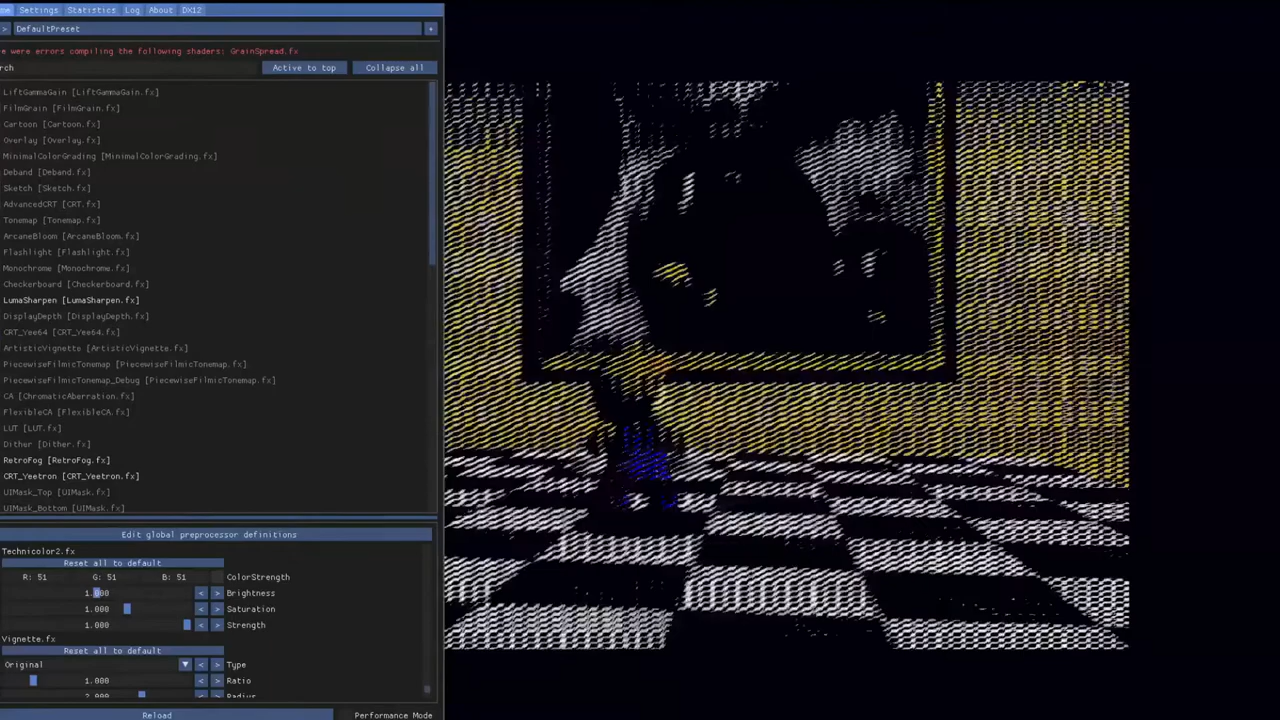 Settings Statistics Log About DX12
> DefaultPreset +
e were errors compiling the following shaders: GrainSpread.fx
rch Active to top Collapse all
LiftGammaGain [LiftGammaGain.fx]
FilmGrain [FilmGrain.fx]
Cartoon [Cartoon.fx]
Overlay [Overlay.fx]
MinimalColorGrading [MinimalColorGrading.fx]
Deband [Deband.fx]
Sketch [Sketch.fx]
AdvancedCRT [CRT.fx]
Tonemap [Tonemap.fx]
ArcaneBloom [ArcaneBloom.fx]
Flashlight [Flashlight.fx]
Monochrome [Monochrome.fx]
Checkerboard [Checkerboard.fx]
LumaSharpen [LumaSharpen.fx]
DisplayDepth [DisplayDepth.fx]
CRT_Yee64 [CRT_Yee64.fx]
ArtisticVignette [ArtisticVignette.fx]
PiecewiseFilmicTonemap [PiecewiseFilmicTonemap.fx]
PiecewiseFilmicTonemap_Debug [PiecewiseFilmicTonemap.fx]
CA [ChromaticAberration.fx]
FlexibleCA [FlexibleCA.fx]
LUT [LUT.fx]
Dither [Dither.fx]
RetroFog [RetroFog.fx]
CRT_Yeetron [CRT_Yeetron.fx]
UIMask_Top [UIMask.fx]
UIMask_Bottom [UIMask.fx]
Edit global preprocessor definitions
Technicolor2.fx
Reset all to default
R: 51 G: 51 B: 51 ColorStrength
1.000 < > Brightness
1.000 < > Saturation
1.000 < > Strength
Vignette.fx
Reset all to default
Original < > Type
1.000 < > Ratio
2.000 < > Radius
Reload Performance Mode